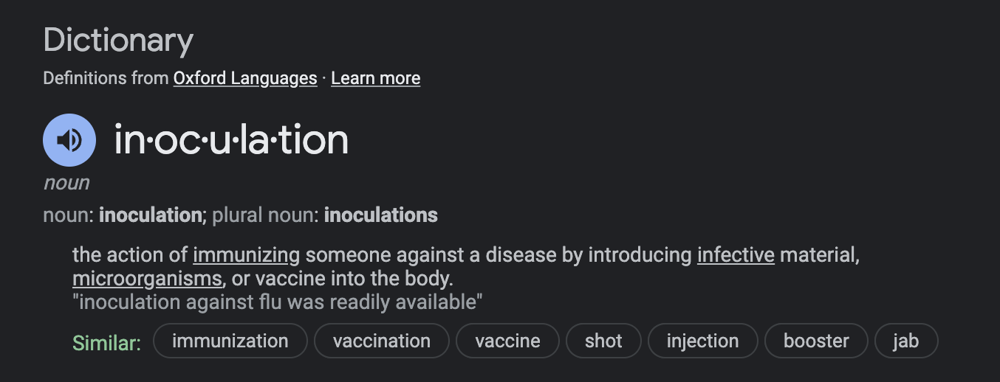 Dictionary
Definitions from Oxford Languages · Learn more
in·oc·u·la·tion
noun
noun: inoculation; plural noun: inoculations
the action of immunizing someone against a disease by introducing infective material,
microorganisms, or vaccine into the body.
"inoculation against flu was readily available"
Similar: immunization vaccination vaccine shot injection booster jab